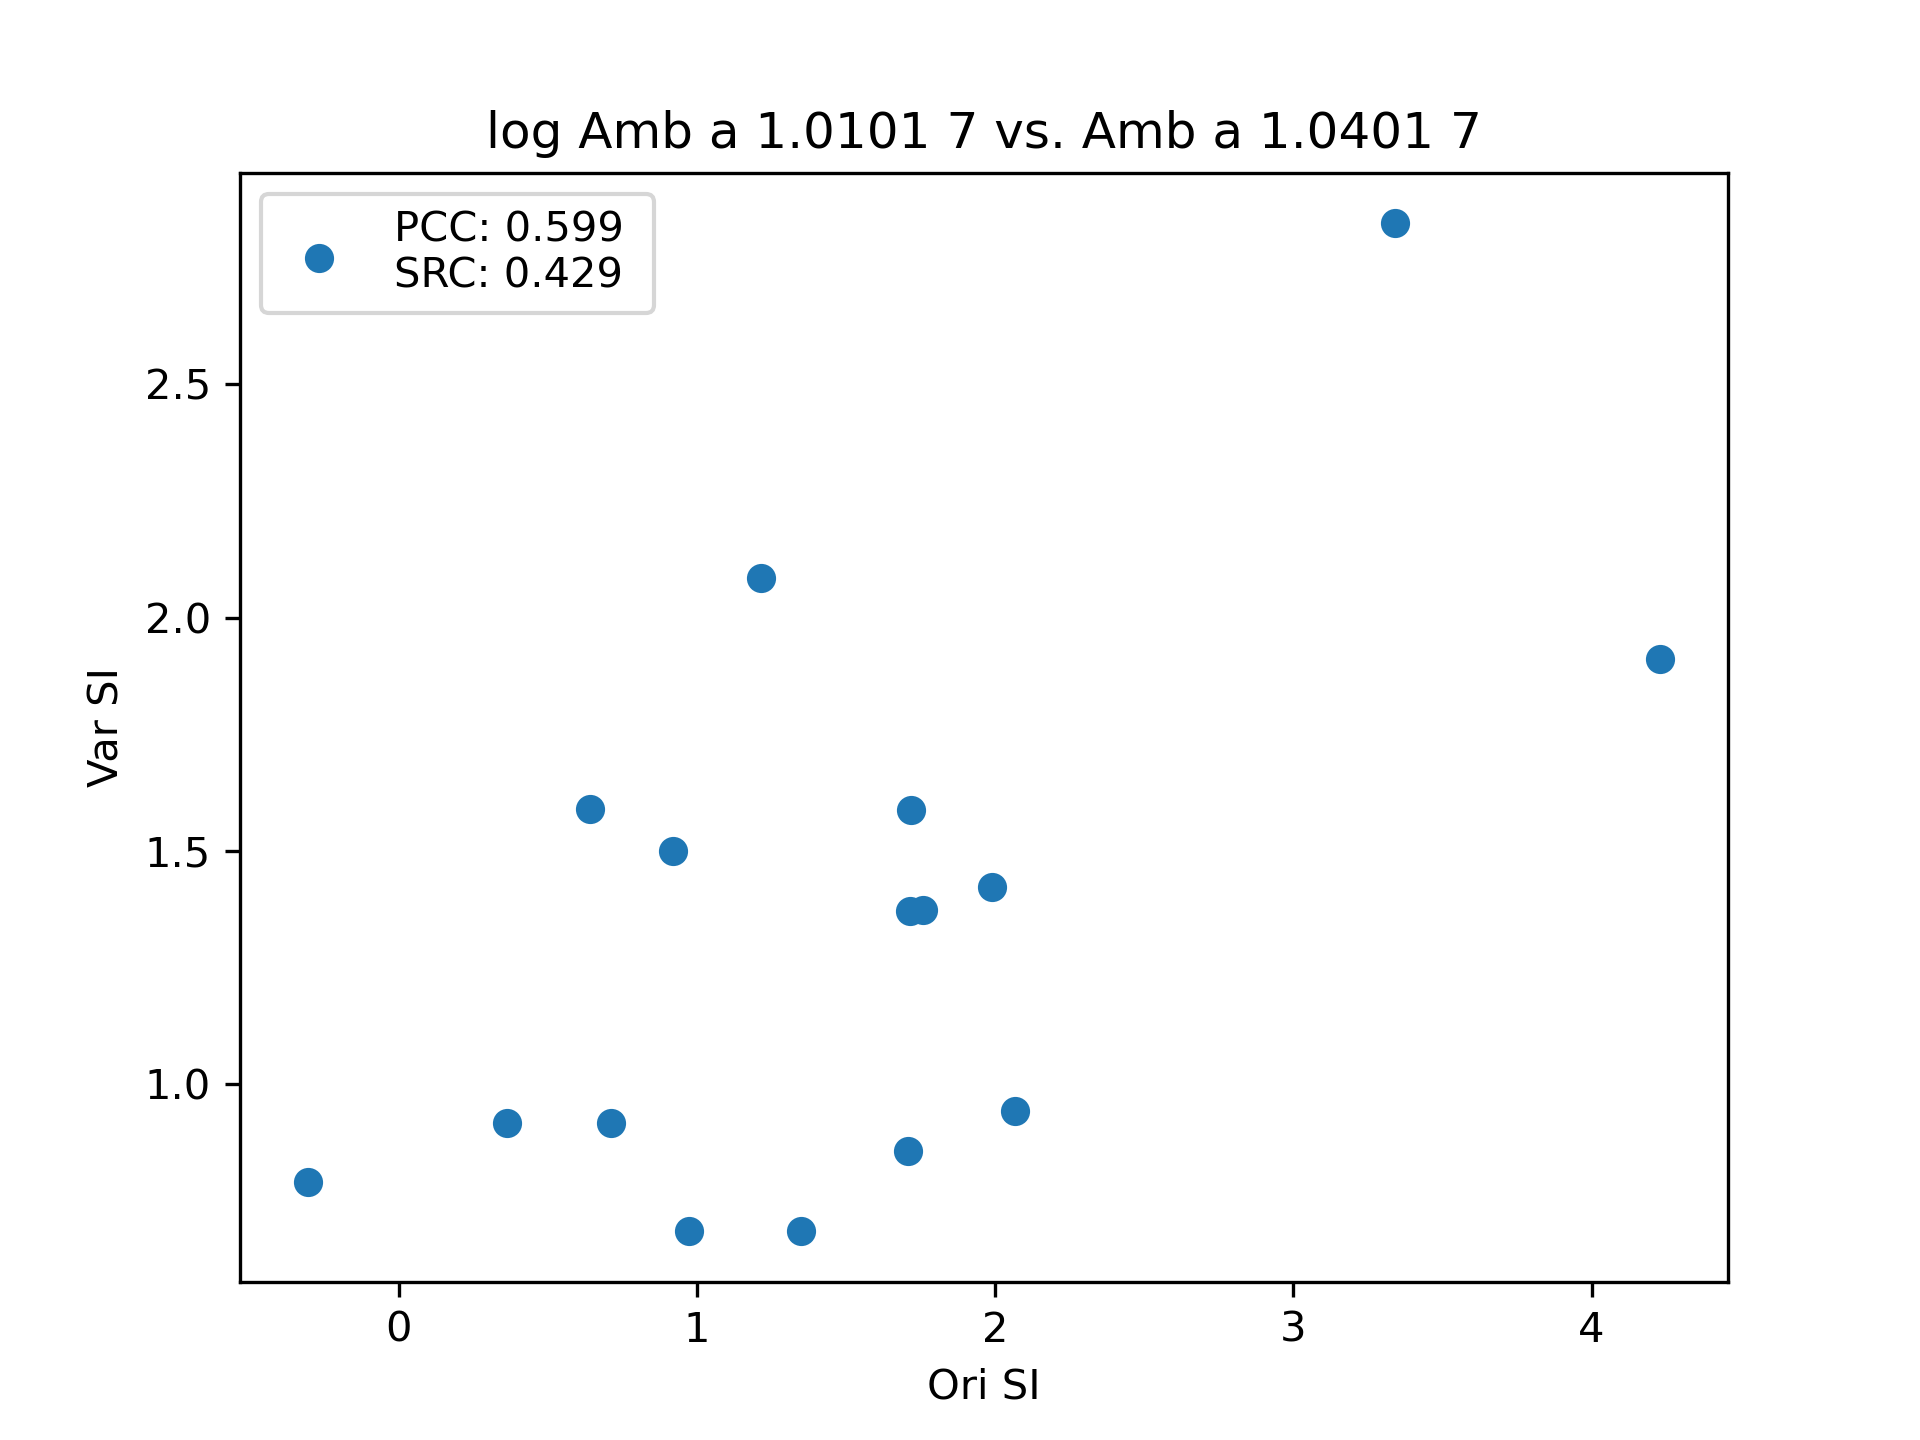 log Amb a 1.0101 7 vs. Amb a 1.0401 7
PCC: 0.599
SRC: 0.429
2.5
2.0
1.5
1.0
Var SI
0 1 2 3 4
Ori SI